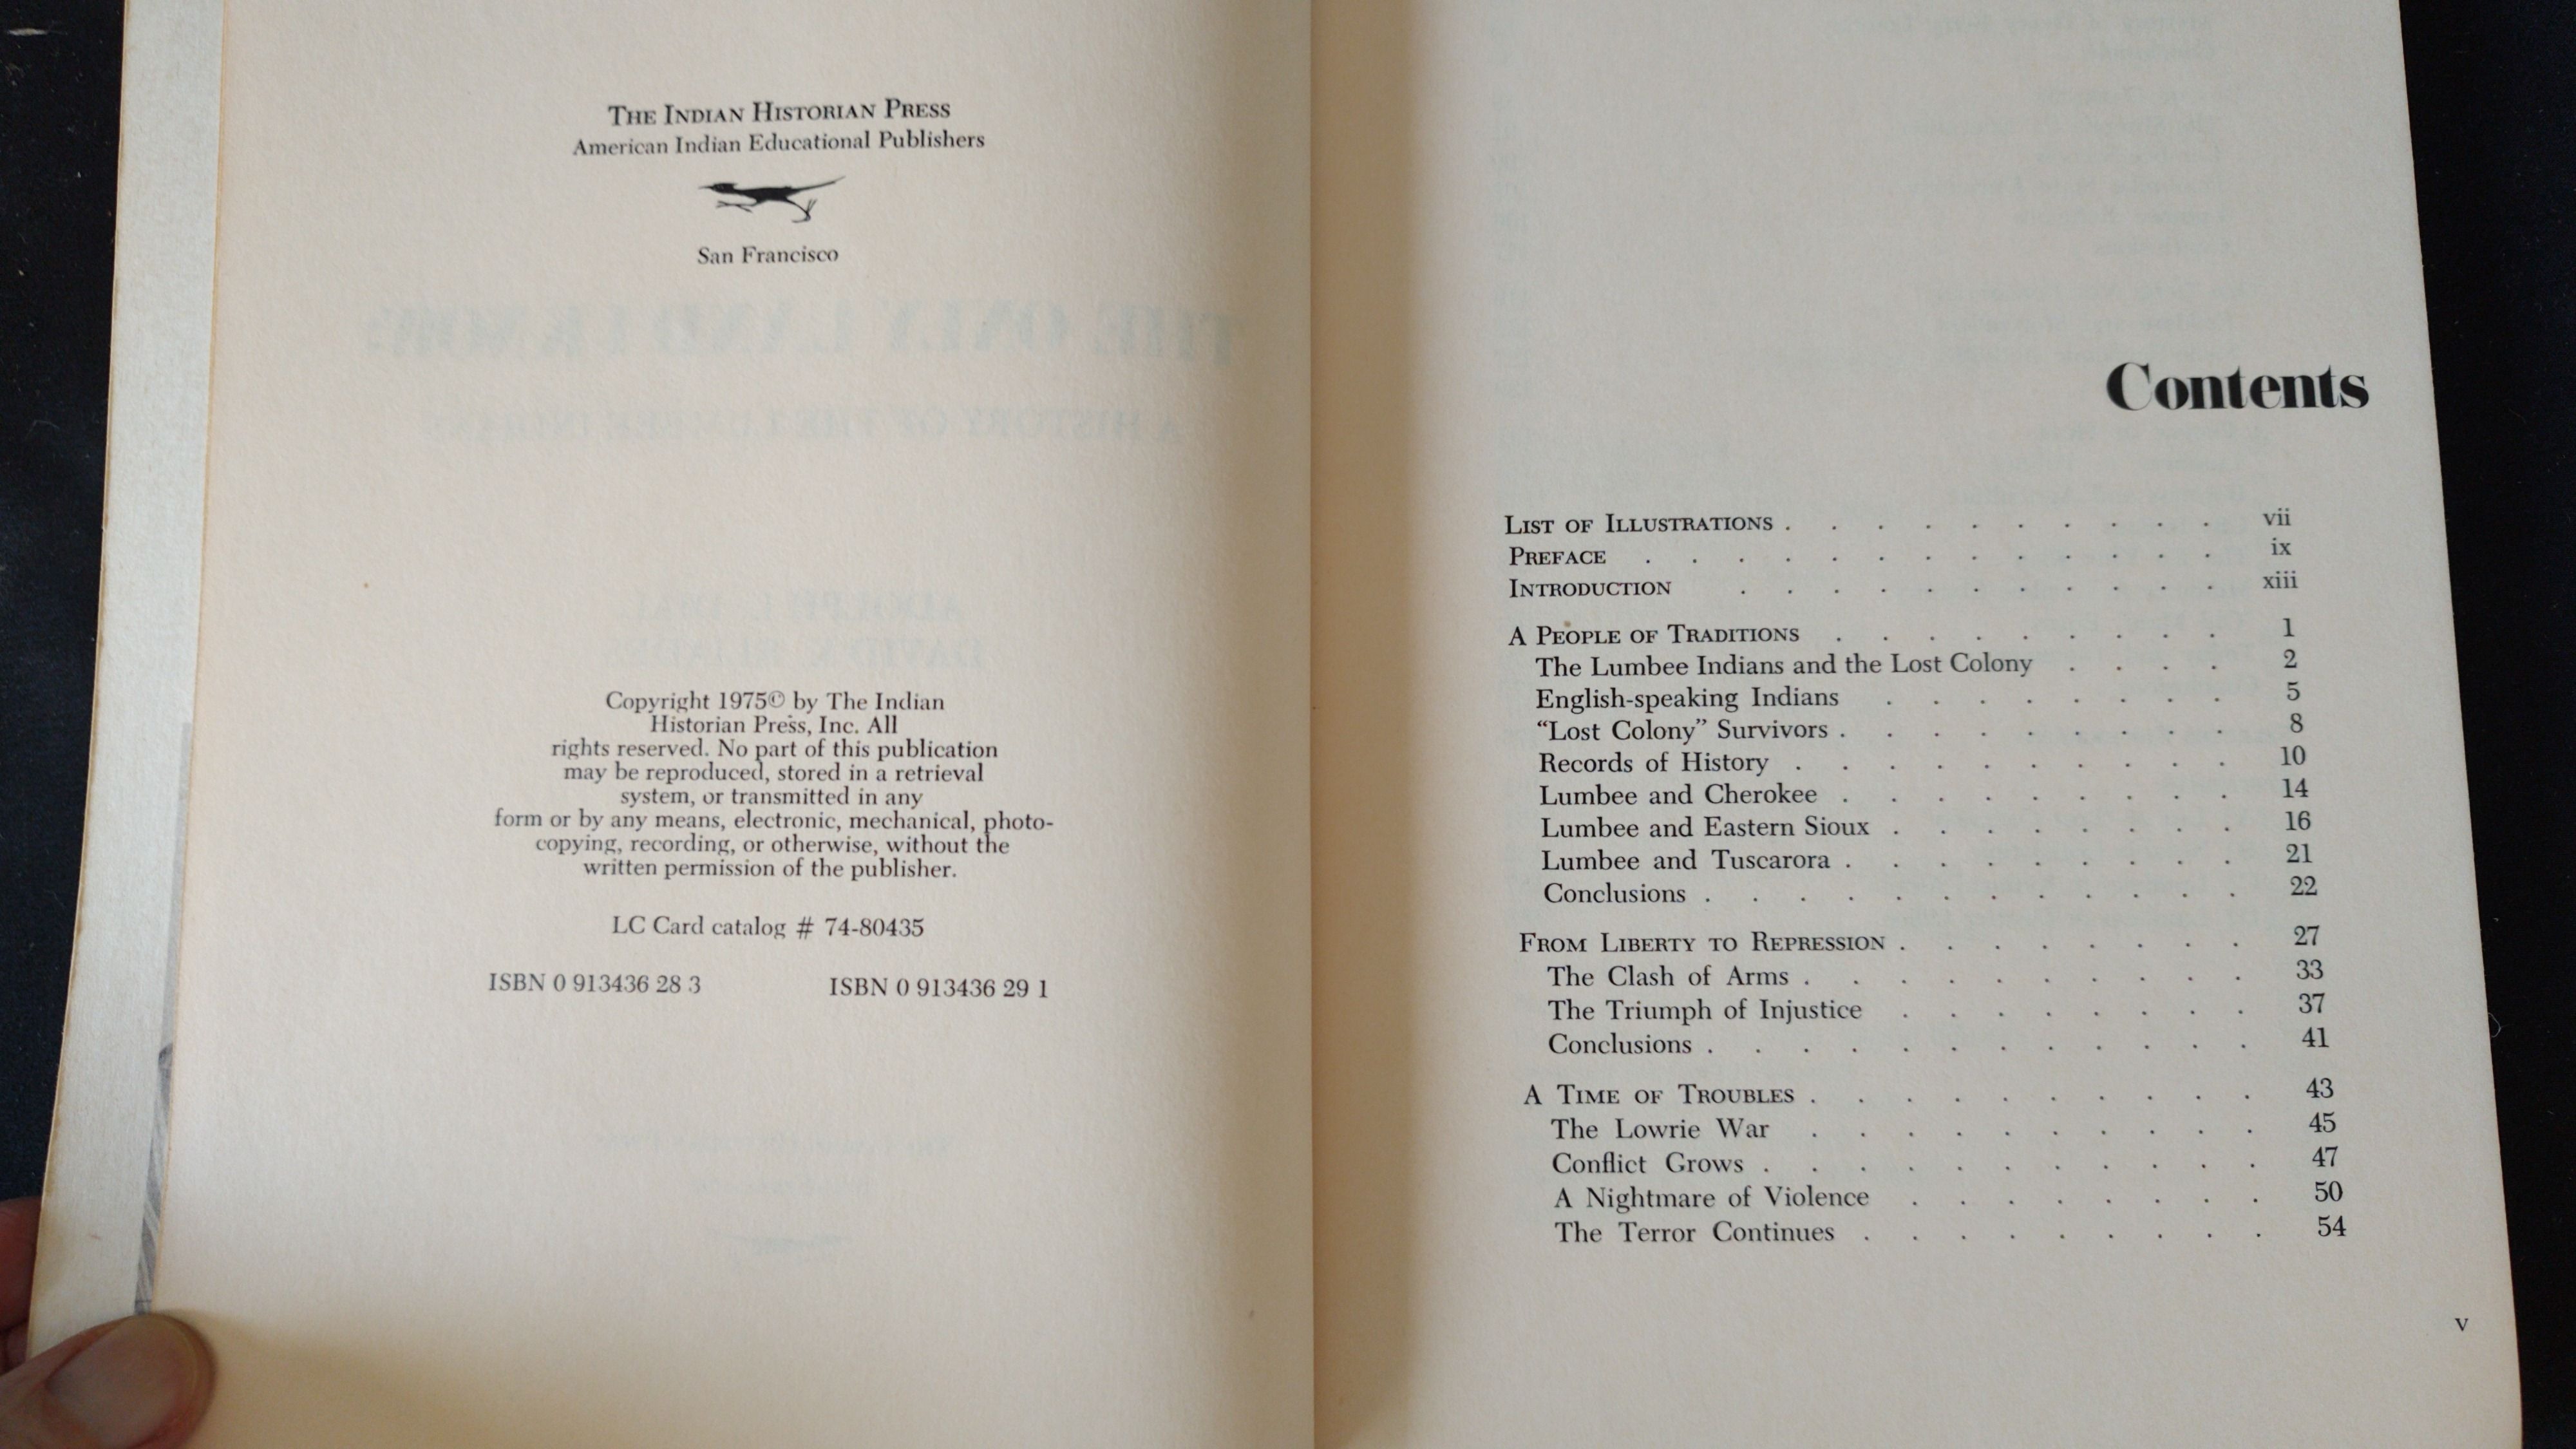 THE INDIAN HISTORIAN PRESS
American Indian Educational Publishers
San Francisco
Copyright 1975© by The Indian
Historian Press, Inc. All
rights reserved. No part of this publication
may be reproduced, stored in a retrieval
system, or transmitted in any
form or by any means, electronic, mechanical, photo-
copying, recording, or otherwise, without the
written permission of the publisher.
LC Card catalog # 74-80435
ISBN 0 913436 28 3 ISBN 0 913436 29 1
Contents
LIST OF ILLUSTRATIONS . . . . . . . . . . vii
PREFACE . . . . . . . . . . . . . ix
INTRODUCTION . . . . . . . . . . . xiii
A PEOPLE OF TRADITIONS . . . . . . . . . 1
The Lumbee Indians and the Lost Colony . . . . 2
English-speaking Indians . . . . . . . . 5
“Lost Colony” Survivors . . . . . . . . . 8
Records of History . . . . . . . . . . 10
Lumbee and Cherokee . . . . . . . . . 14
Lumbee and Eastern Sioux . . . . . . . . 16
Lumbee and Tuscarora . . . . . . . . . 21
Conclusions . . . . . . . . . . . . 22
FROM LIBERTY TO REPRESSION . . . . . . . . 27
The Clash of Arms . . . . . . . . . . 33
The Triumph of Injustice . . . . . . . . 37
Conclusions . . . . . . . . . . . . 41
A TIME OF TROUBLES . . . . . . . . . . 43
The Lowrie War . . . . . . . . . . 45
Conflict Grows . . . . . . . . . . . 47
A Nightmare of Violence . . . . . . . . 50
The Terror Continues . . . . . . . . . 54
v